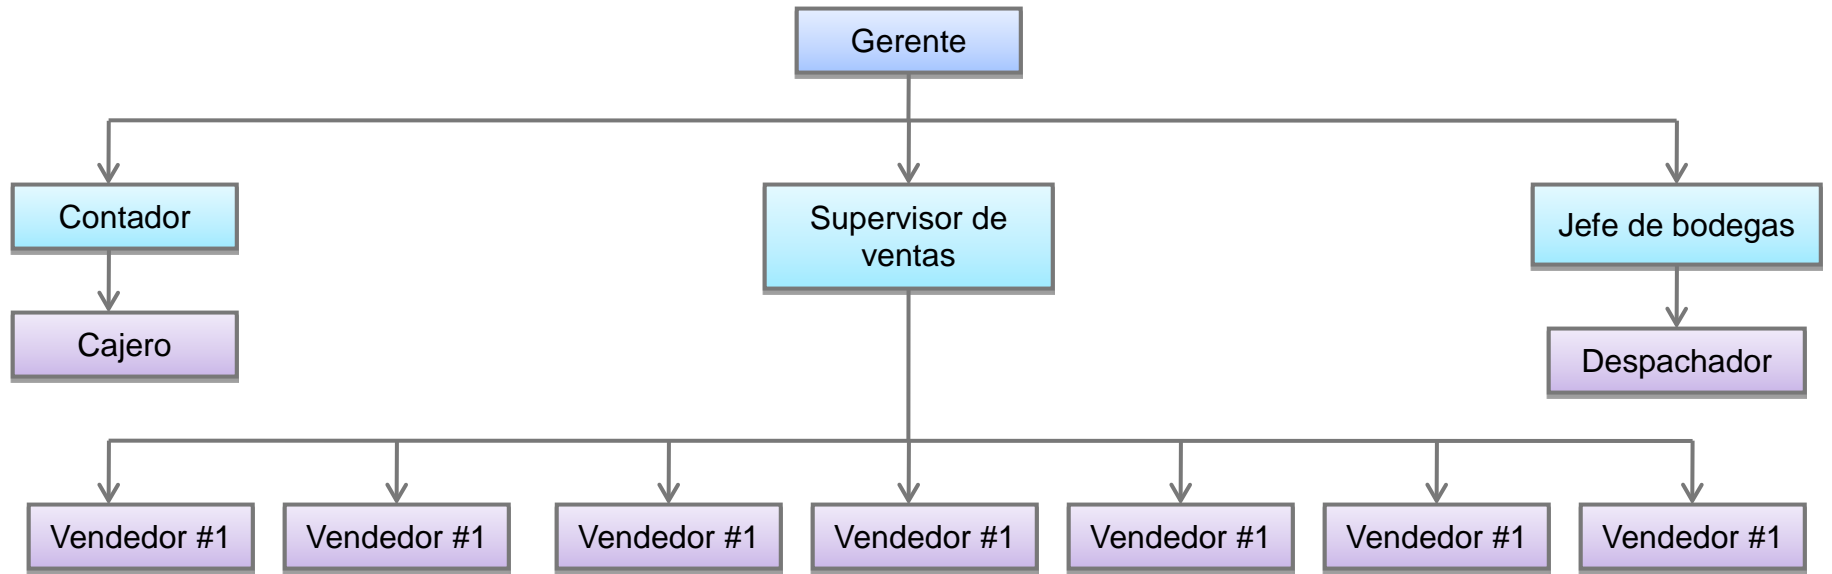 Gerente
Contador
Supervisor de
ventas
Jefe de bodegas
Cajero
Despachador
Vendedor #1
Vendedor #1
Vendedor #1
Vendedor #1
Vendedor #1
Vendedor #1
Vendedor #1